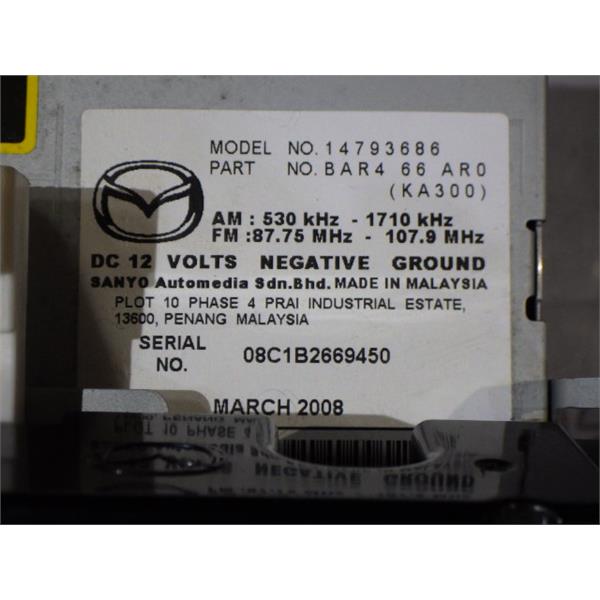 MODEL NO.14793686
PART NO.BAR4 66 AR0
(KA300)
AM : 530 kHz - 1710 kHz
FM :87.75 MHz - 107.9 MHz
DC 12 VOLTS NEGATIVE GROUND
SANYO Automedia Sdn.Bhd. MADE IN MALAYSIA
PLOT 10 PHASE 4 PRAI INDUSTRIAL ESTATE,
13600, PENANG MALAYSIA
SERIAL NO. 08C1B2669450
MARCH 2008